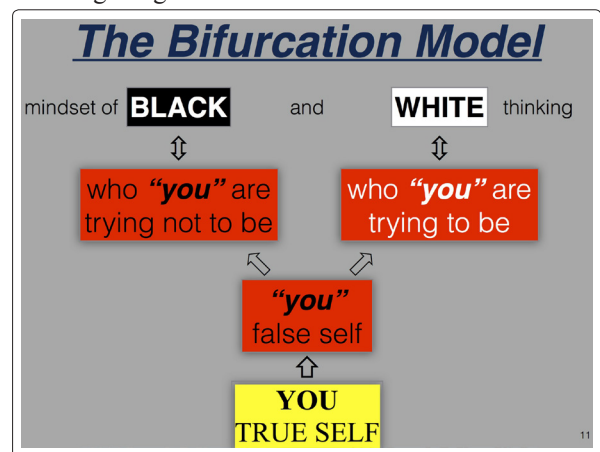 The Bifurcation Model
mindset of BLACK and WHITE thinking
who “you” are
trying not to be
who “you” are
trying to be
“you”
false self
YOU
TRUE SELF
11